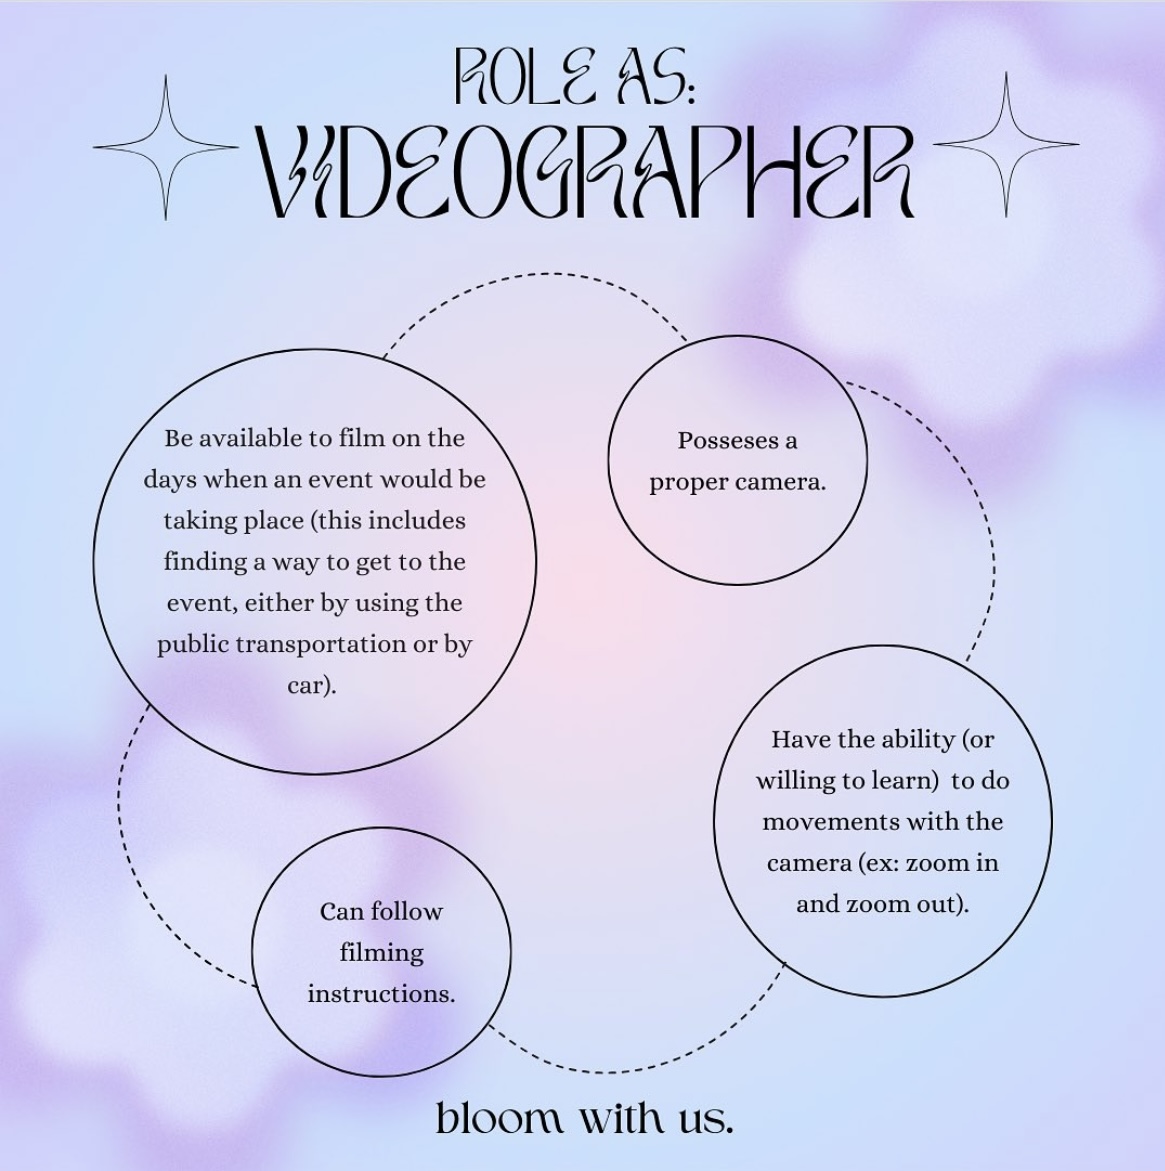 ROLE AS:
VIDEOGRAPHER
Be available to film on the
days when an event would be
taking place (this includes
finding a way to get to the
event, either by using the
public transportation or by
car).
Posseses a
proper camera.
Have the ability (or
willing to learn)  to do
movements with the
camera (ex: zoom in
and zoom out).
Can follow
filming
instructions.
bloom with us.